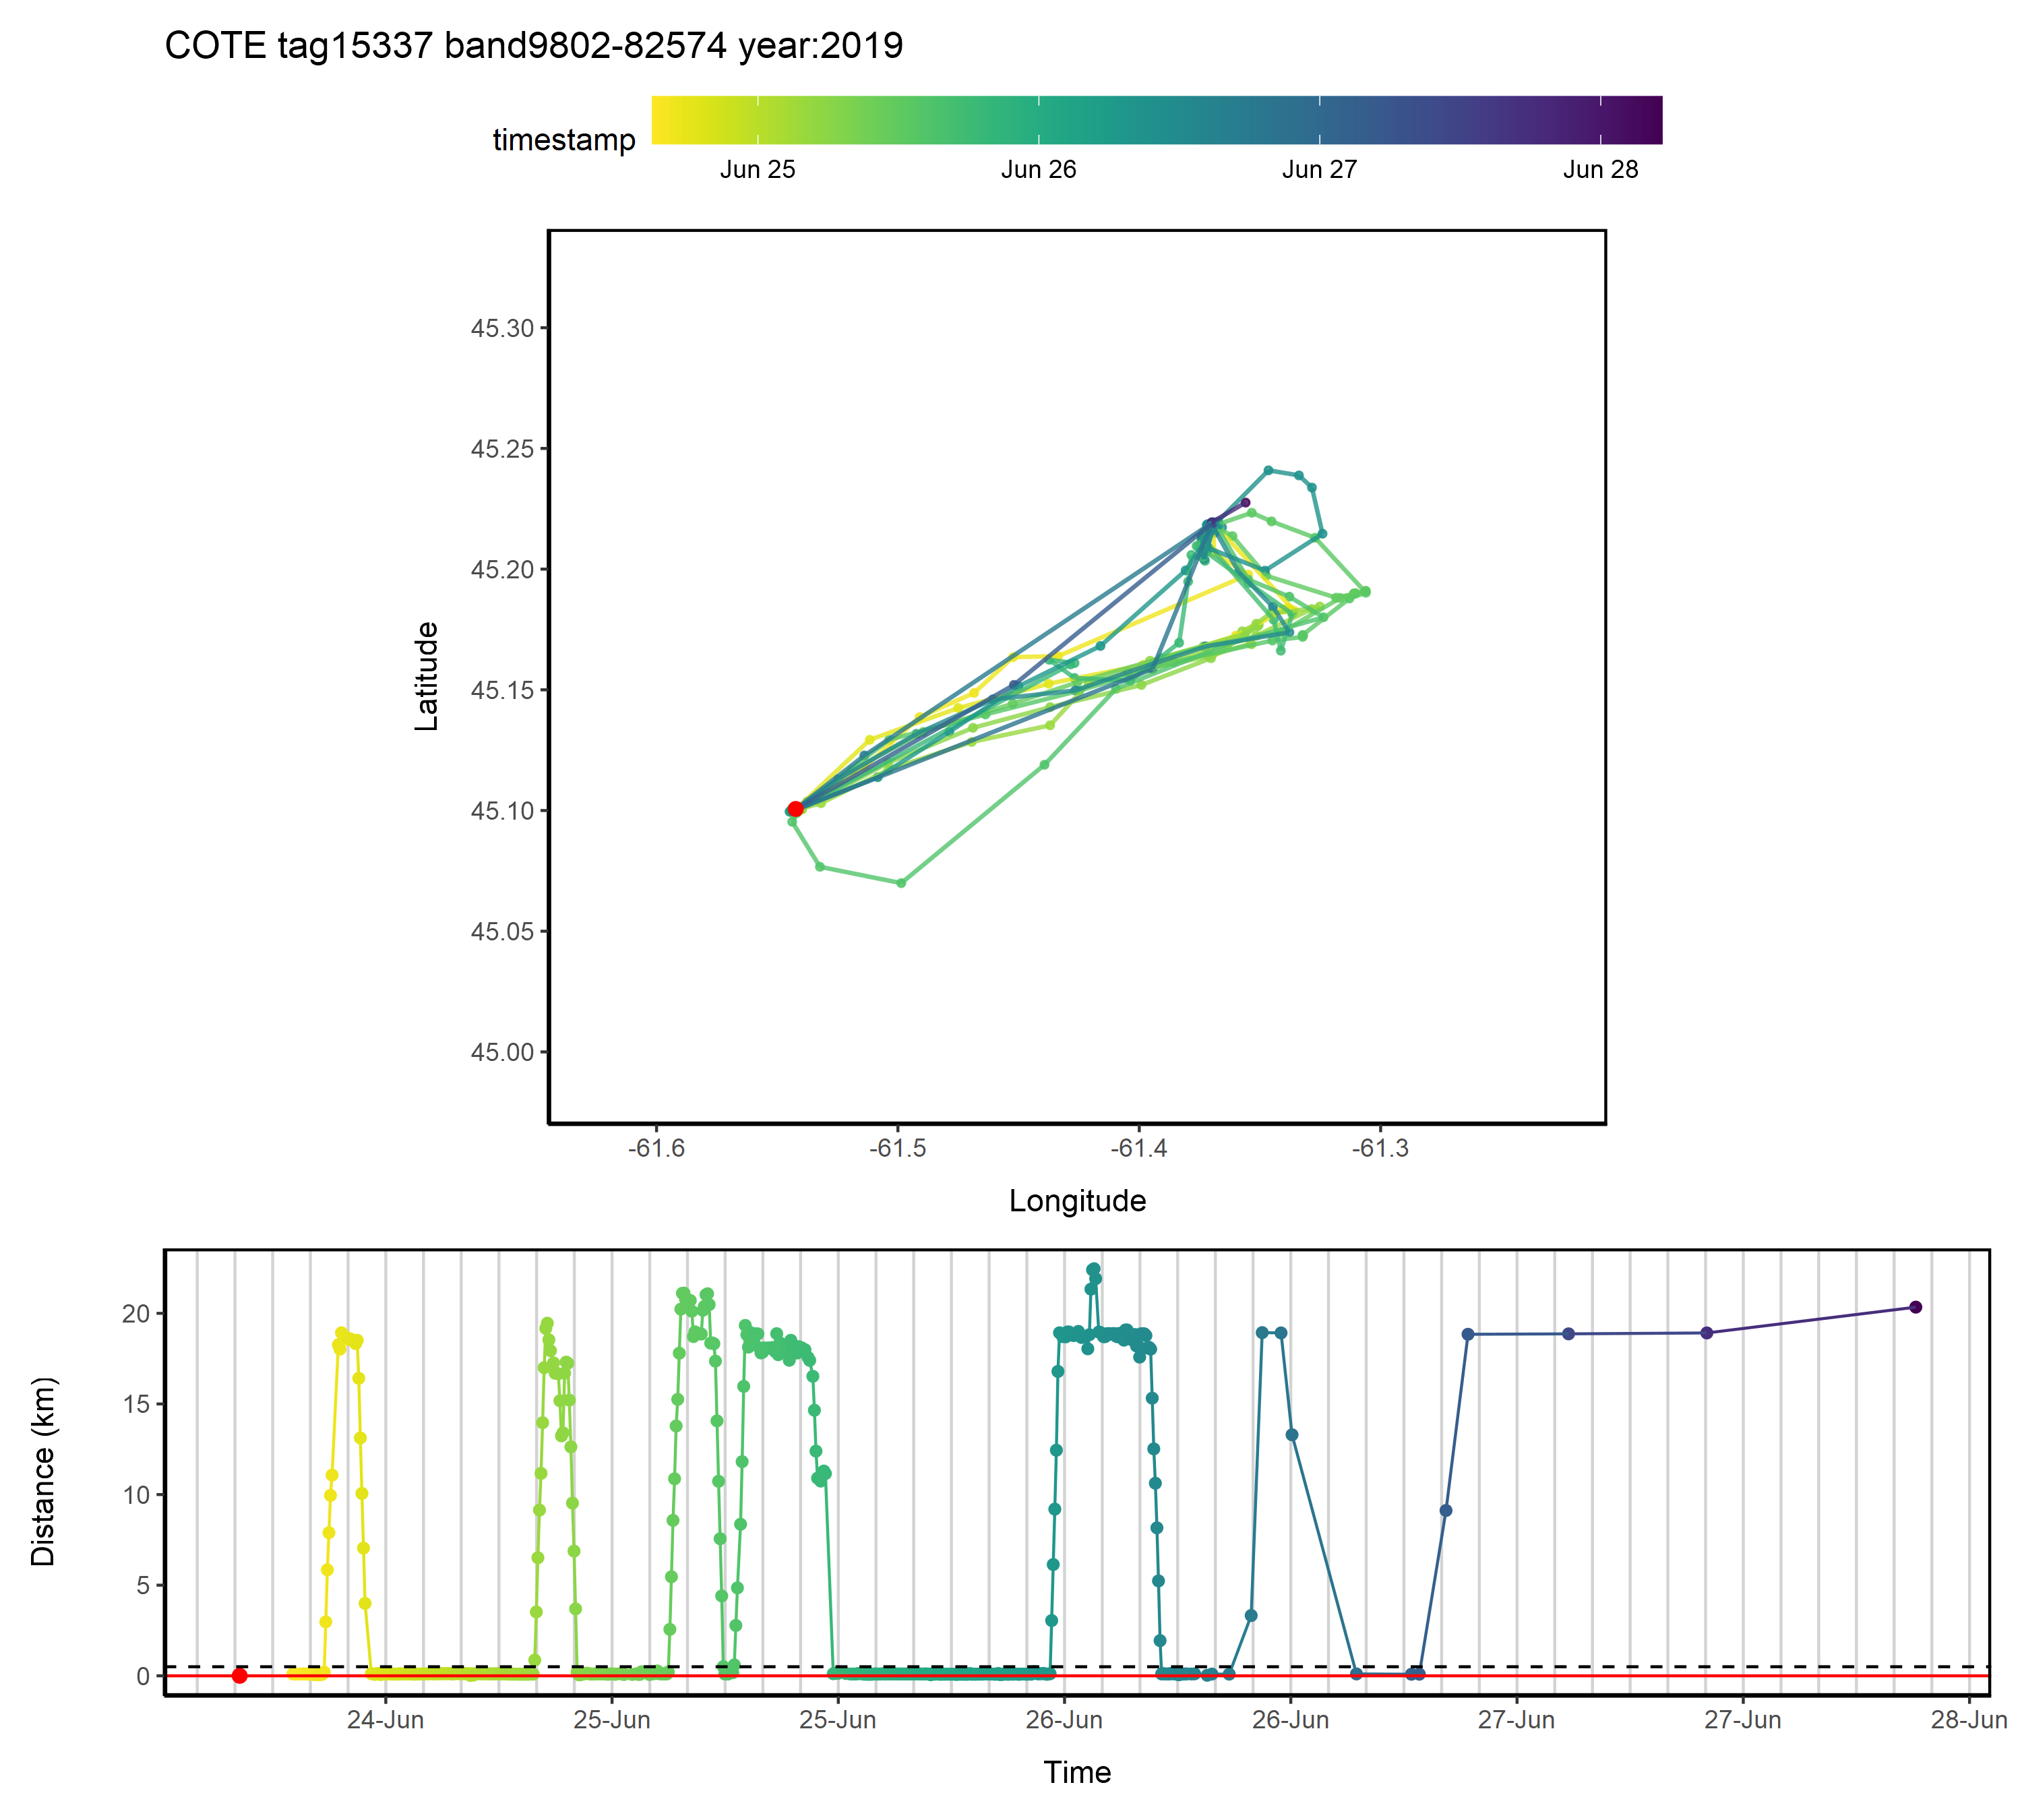 COTE tag15337 band9802-82574 year:2019
timestamp
Jun 25 Jun 26 Jun 27 Jun 28
45.30
45.25
45.20
45.15
45.10
45.05
45.00
Latitude
-61.6 -61.5 -61.4 -61.3
Longitude
20
15
10
5
0
Distance (km)
24-Jun 25-Jun 25-Jun 26-Jun 26-Jun 27-Jun 27-Jun 28-Jun
Time